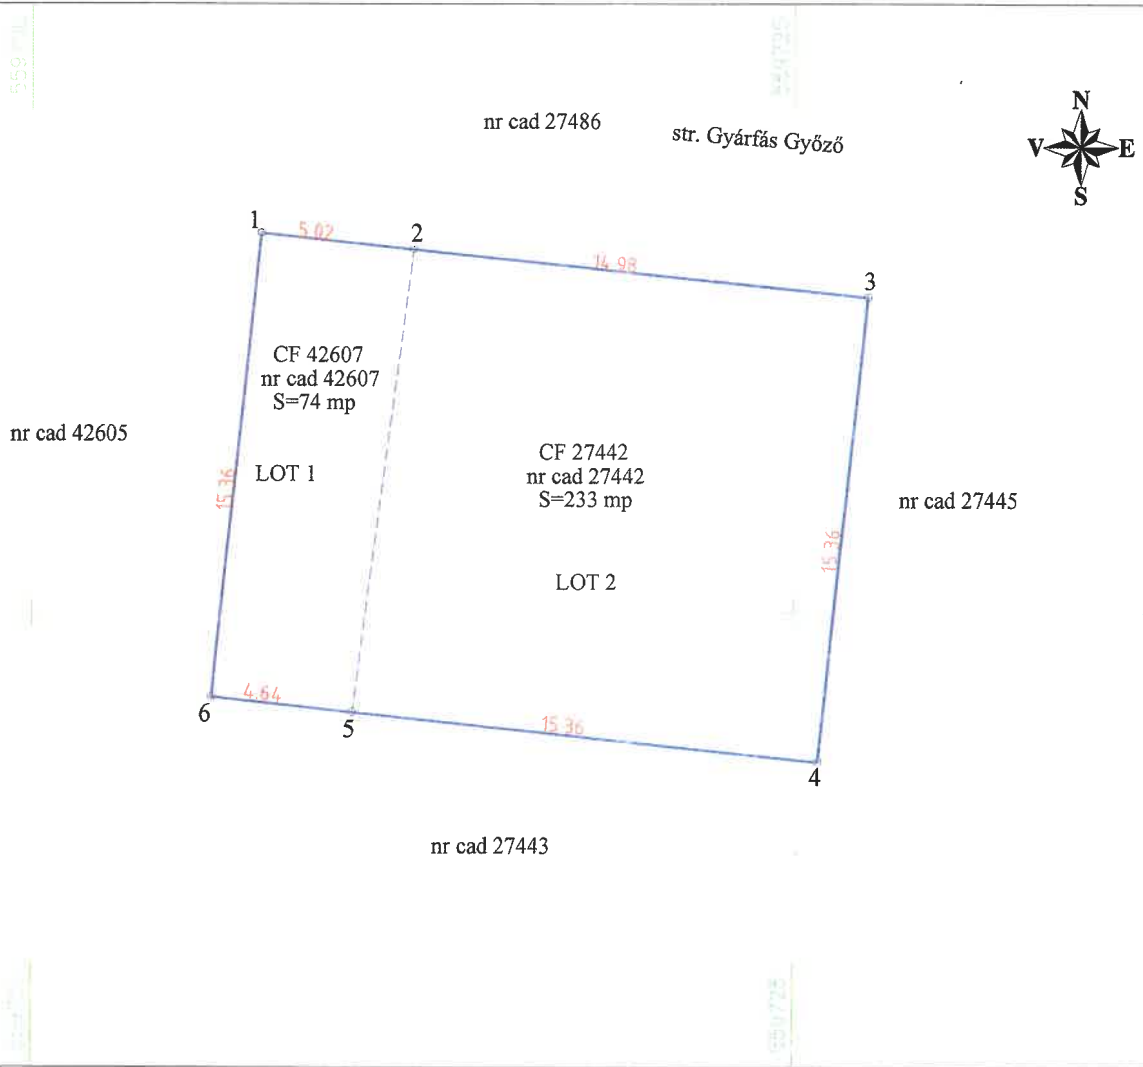 nr cad 27486
str. Gyárfás Győző
N
V E
S
1
5.02
2
14.98
3
CF 42607
nr cad 42607
S=74 mp
nr cad 42605
15.36
LOT 1
CF 27442
nr cad 27442
S=233 mp
nr cad 27445
15.36
LOT 2
6
4.64
5
15.36
4
nr cad 27443